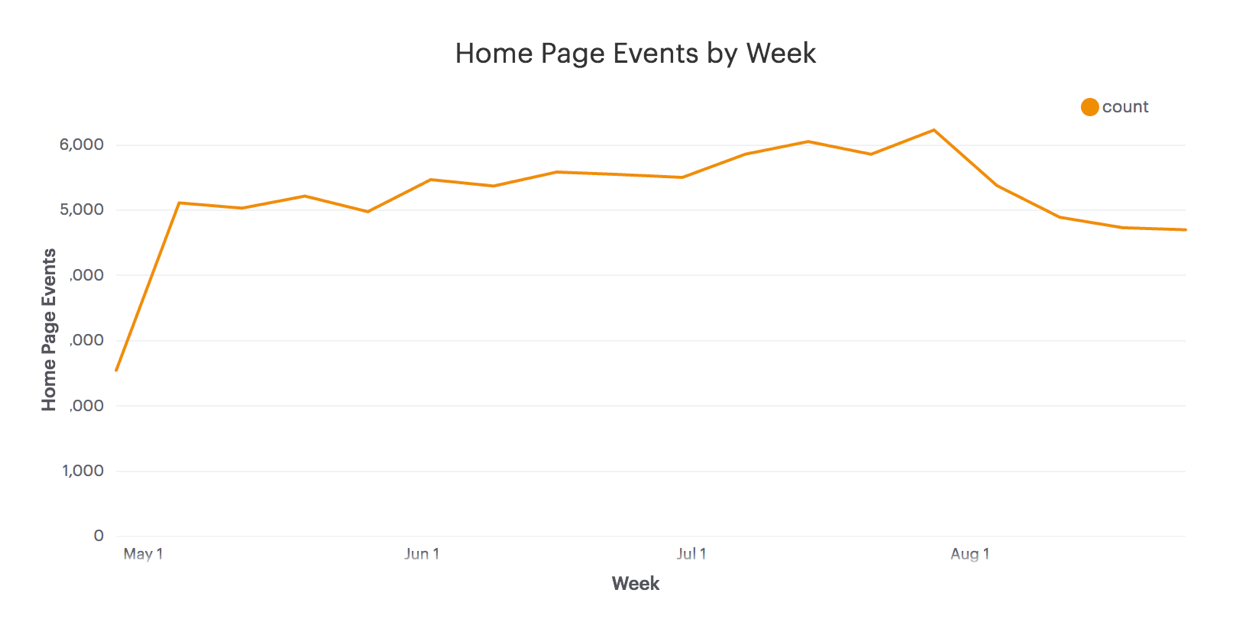 Home Page Events by Week
count
6,000
5,000
,000
,000
,000
1,000
0
Home Page Events
May 1
Jun 1
Jul 1
Aug 1
Week